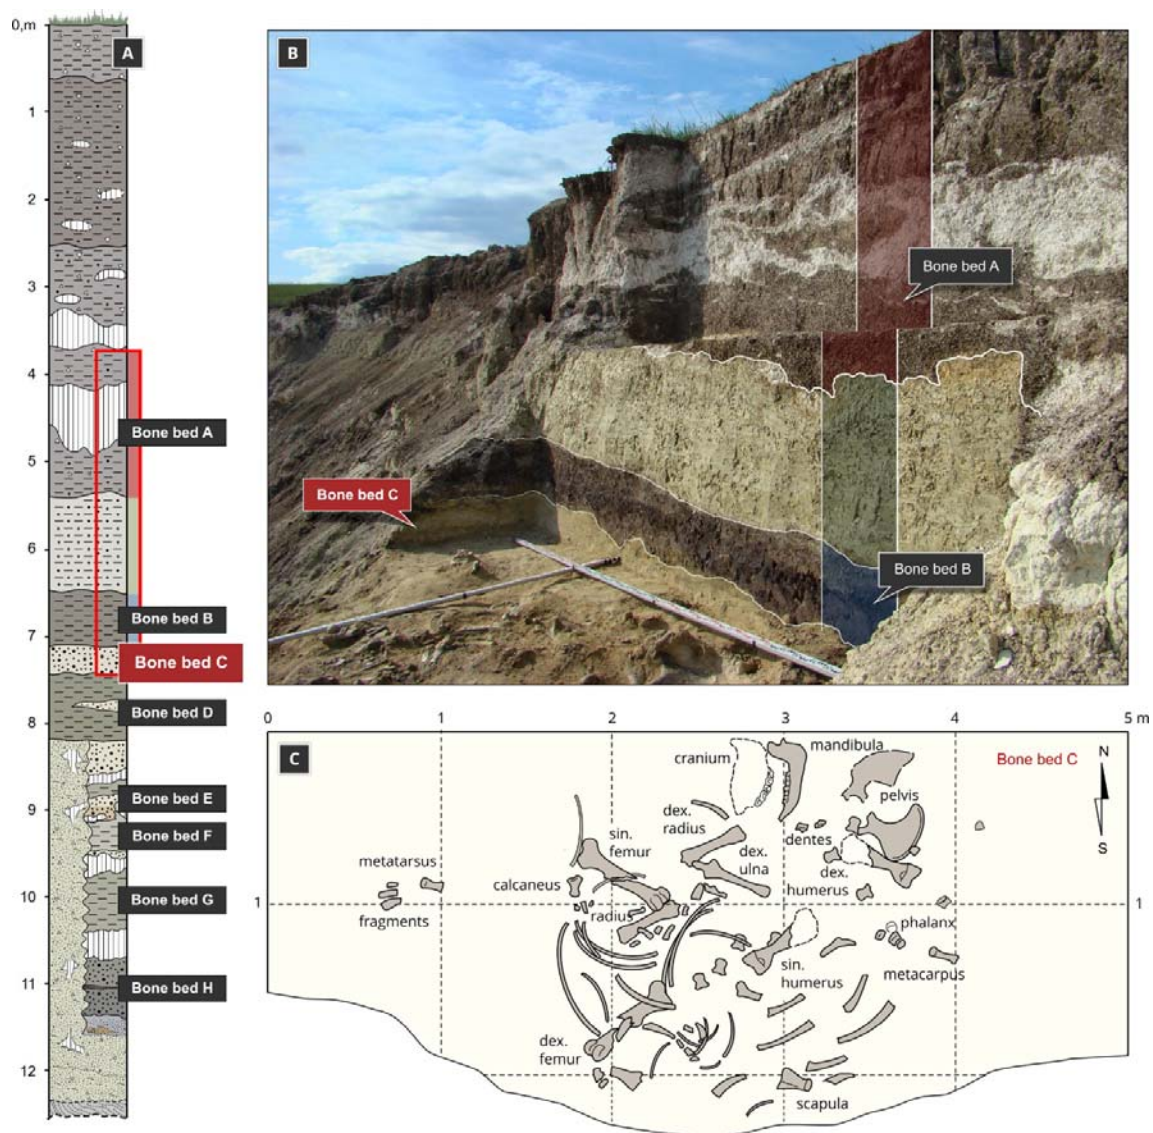 0,m
A
1
2
3
4
5
6
7
8
9
10
11
12
Bone bed A
Bone bed B
Bone bed C
Bone bed D
Bone bed E
Bone bed F
Bone bed G
Bone bed H
B
Bone bed A
Bone bed C
Bone bed B
0
1
2
3
4
5 m
C
Bone bed C
N
S
cranium
mandibula
pelvis
dex.
radius
sin.
femur
dex.
ulna
dentes
dex.
humerus
metatarsus
calcaneus
fragments
radius
1
1
phalanx
metacarpus
sin.
humerus
dex.
femur
scapula